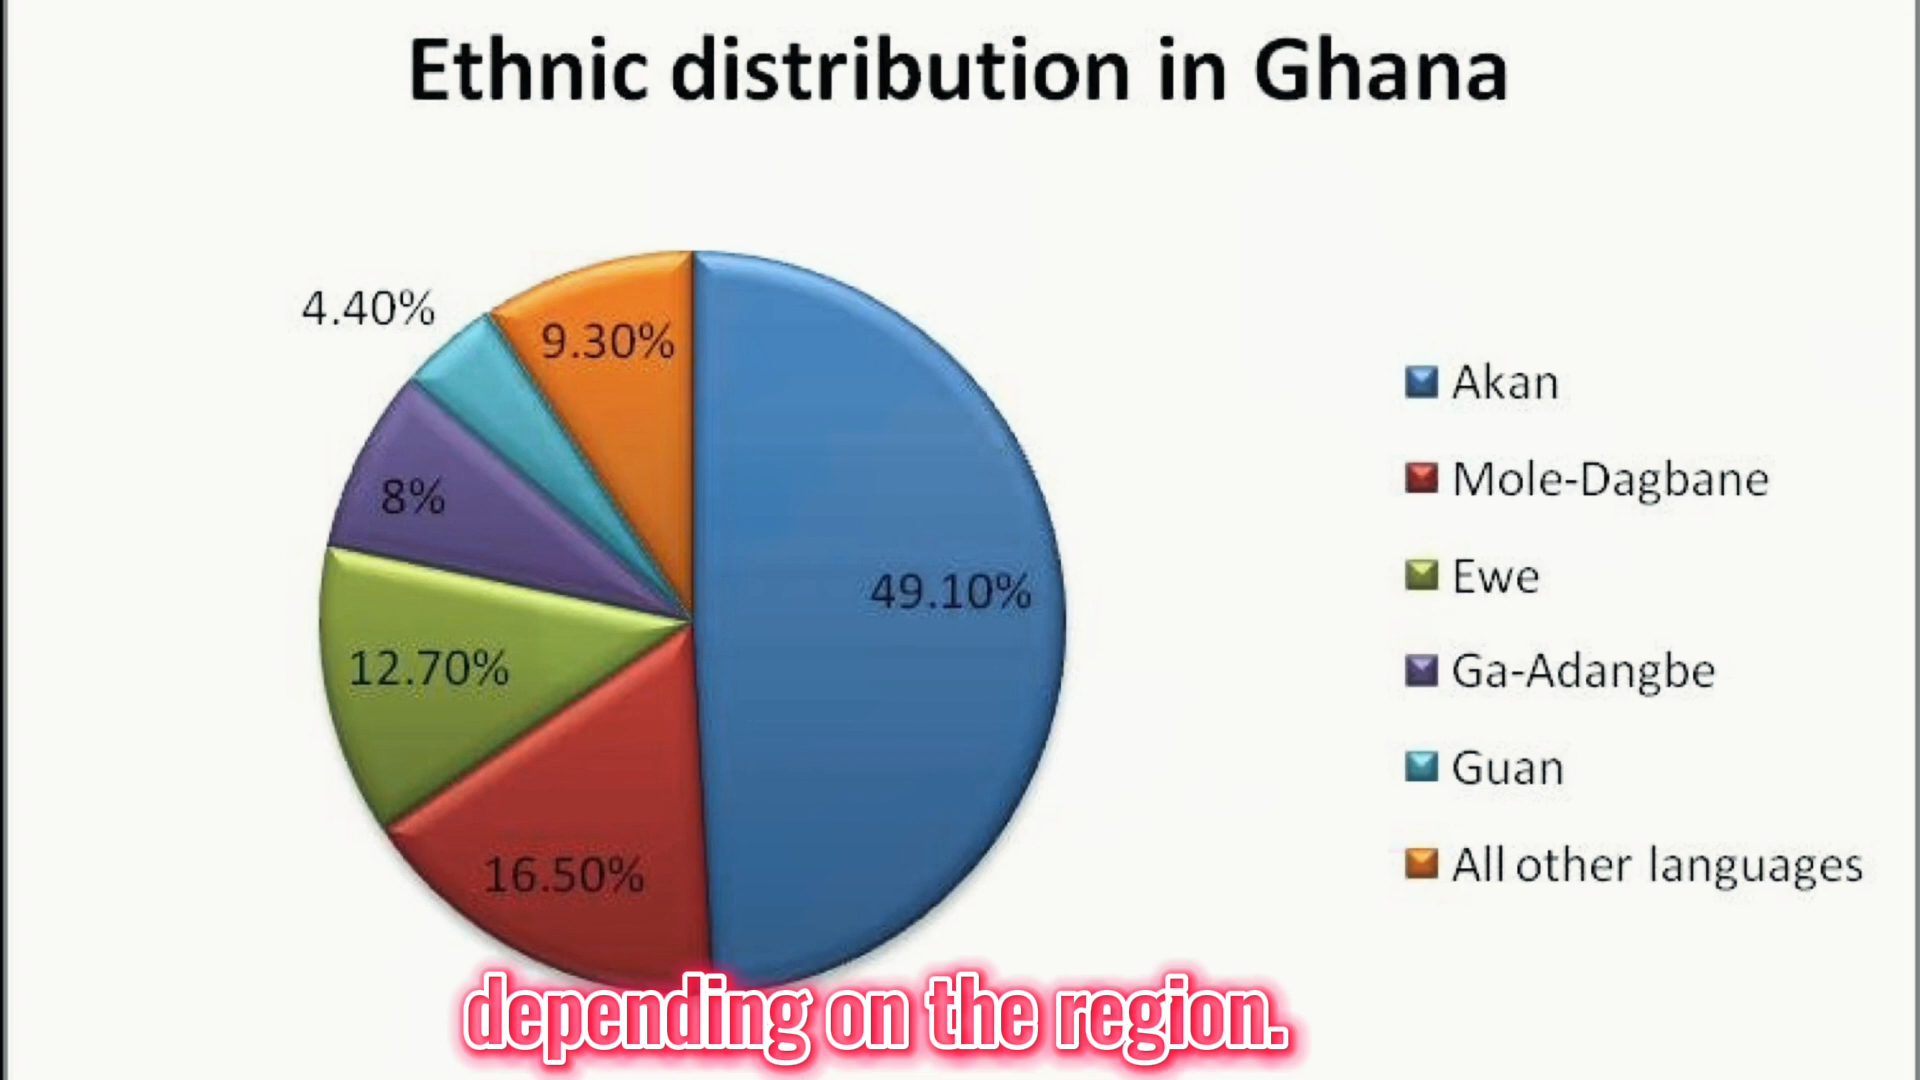 Ethnic distribution in Ghana
4.40%
9.30%
8%
49.10%
12.70%
16.50%
Akan
Mole-Dagbane
Ewe
Ga-Adangbe
Guan
All other languages
depending on the region.